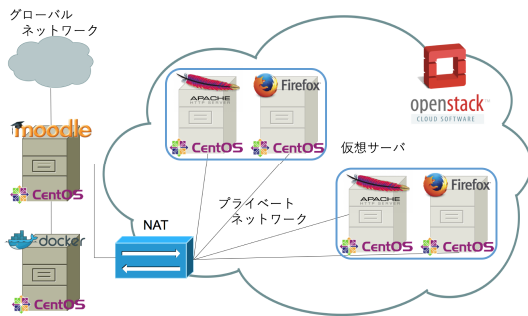 グローバル
ネットワーク
moodle
CentOS
docker
CentOS
NAT
APACHE
HTTP SERVER
CentOS
Firefox
CentOS
openstack
CLOUD SOFTWARE
仮想サーバ
プライベート
ネットワーク
APACHE
HTTP SERVER
CentOS
Firefox
CentOS